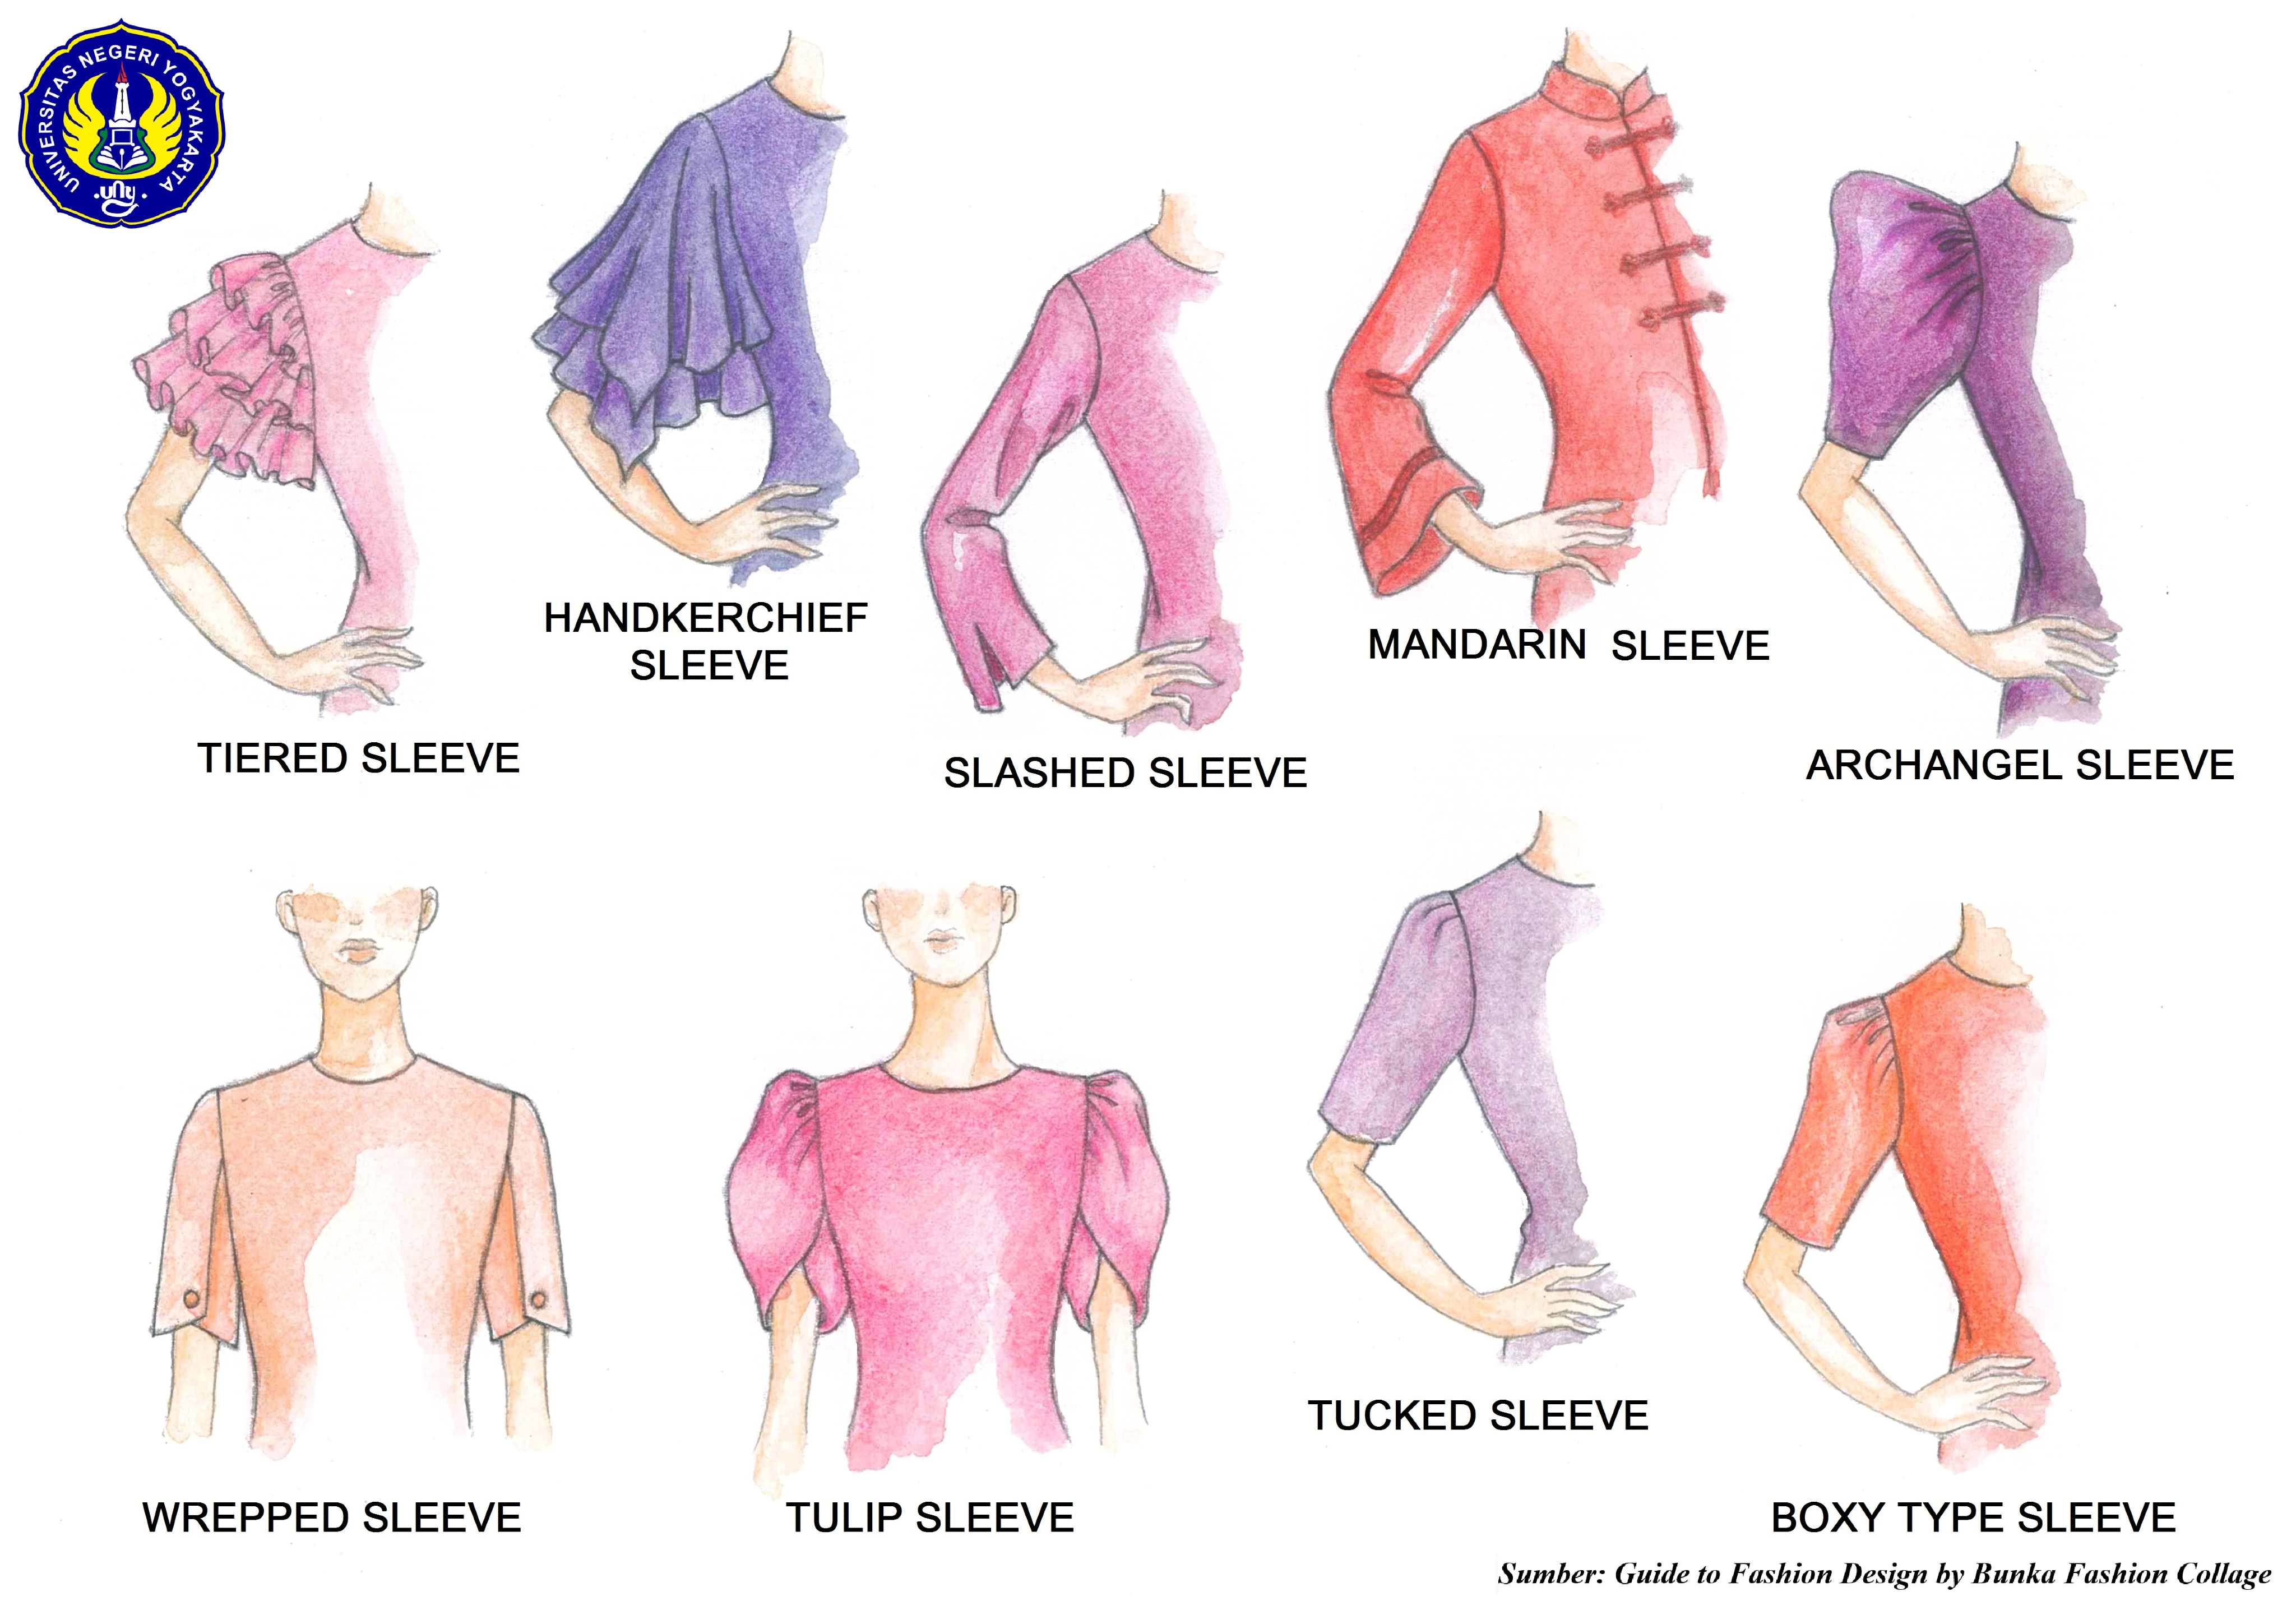 UNIVERSITAS NEGERI YOGYAKARTA
uny
HANDKERCHIEF
SLEEVE
MANDARIN SLEEVE
TIERED SLEEVE
SLASHED SLEEVE
ARCHANGEL SLEEVE
TUCKED SLEEVE
WREPPED SLEEVE
TULIP SLEEVE
BOXY TYPE SLEEVE
Sumber: Guide to Fashion Design by Bunka Fashion Collage